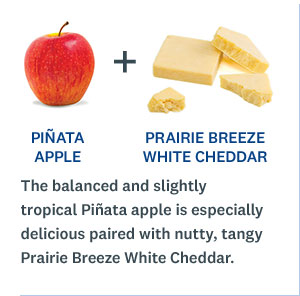 +
PIÑATA
APPLE
PRAIRIE BREEZE
WHITE CHEDDAR
The balanced and slightly
tropical Piñata apple is especially
delicious paired with nutty, tangy
Prairie Breeze White Cheddar.